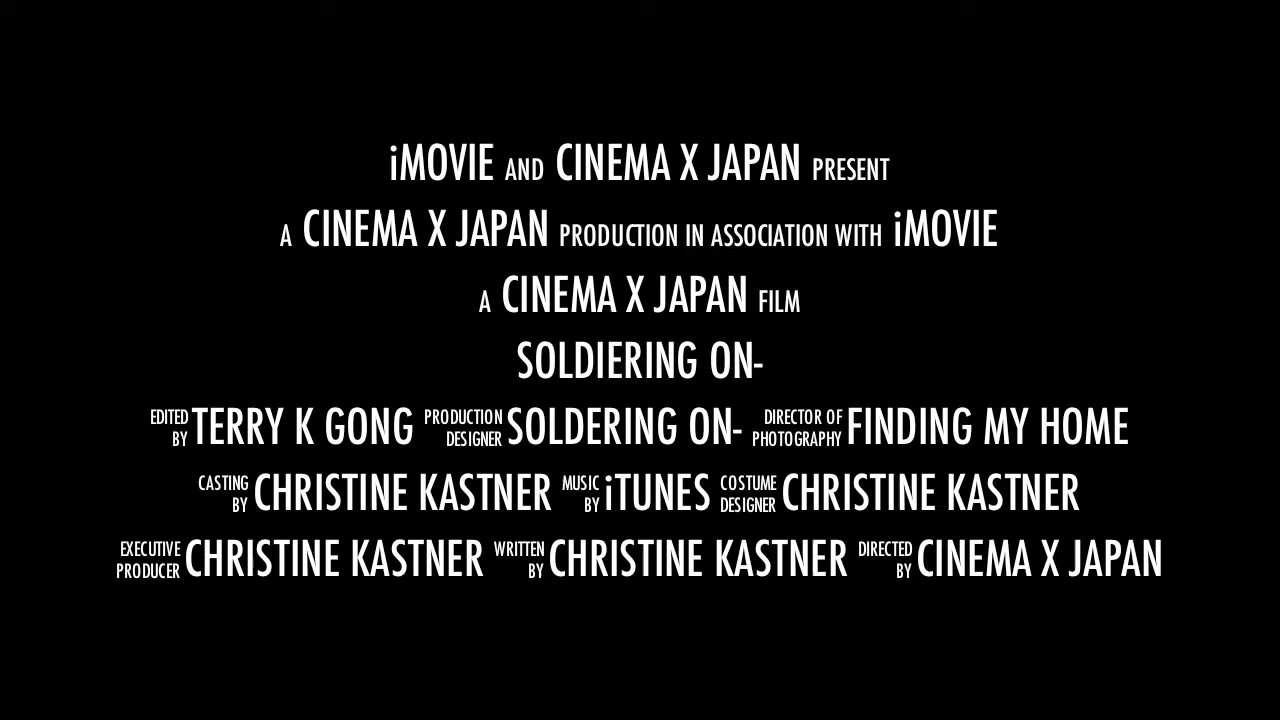 iMOVIE AND CINEMA X JAPAN PRESENT
A CINEMA X JAPAN PRODUCTION IN ASSOCIATION WITH iMOVIE
A CINEMA X JAPAN FILM
SOLDIERING ON-
EDITED BY TERRY K GONG PRODUCTION DESIGNER SOLDERING ON- DIRECTOR OF PHOTOGRAPHY FINDING MY HOME
CASTING BY CHRISTINE KASTNER MUSIC BY iTUNES COSTUME DESIGNER CHRISTINE KASTNER
EXECUTIVE PRODUCER CHRISTINE KASTNER WRITTEN BY CHRISTINE KASTNER DIRECTED BY CINEMA X JAPAN